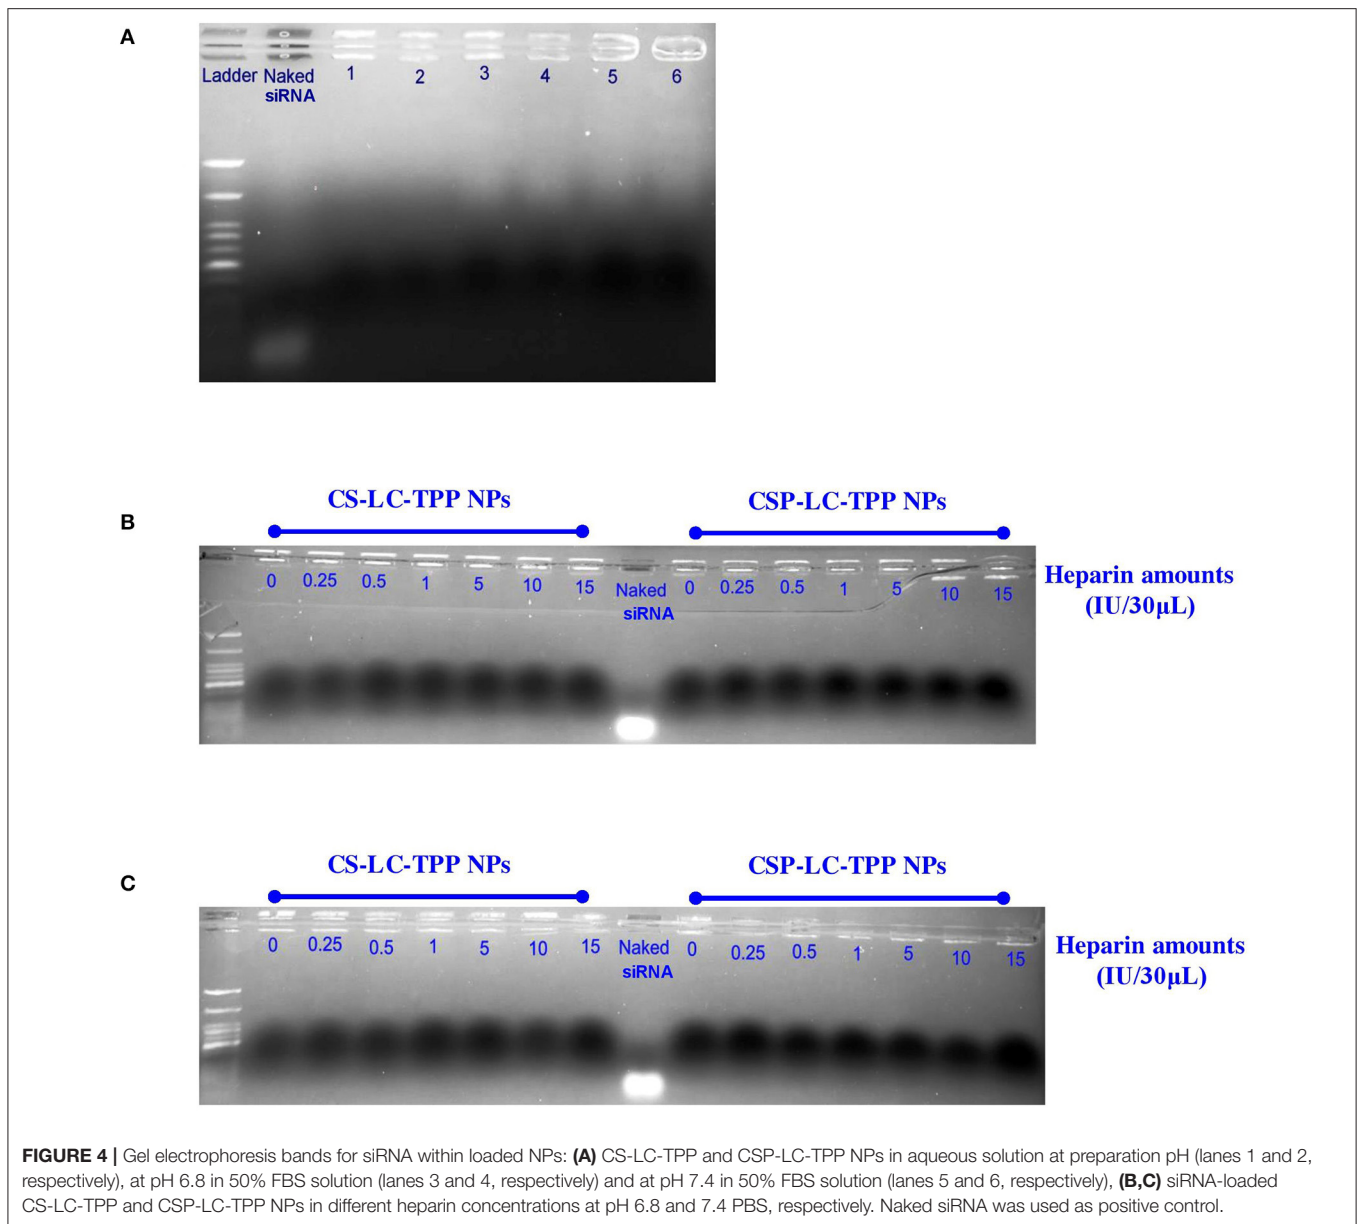 A
Ladder Naked 1 2 3 4 5 6
siRNA
CS-LC-TPP NPs CSP-LC-TPP NPs
B
0 0.25 0.5 1 5 10 15 Naked 0 0.25 0.5 1 5 10 15 Heparin amounts
siRNA (IU/30µL)
CS-LC-TPP NPs CSP-LC-TPP NPs
C
0 0.25 0.5 1 5 10 15 Naked 0 0.25 0.5 1 5 10 15 Heparin amounts
siRNA (IU/30µL)
FIGURE 4 | Gel electrophoresis bands for siRNA within loaded NPs: (A) CS-LC-TPP and CSP-LC-TPP NPs in aqueous solution at preparation pH (lanes 1 and 2,
respectively), at pH 6.8 in 50% FBS solution (lanes 3 and 4, respectively) and at pH 7.4 in 50% FBS solution (lanes 5 and 6, respectively), (B,C) siRNA-loaded
CS-LC-TPP and CSP-LC-TPP NPs in different heparin concentrations at pH 6.8 and 7.4 PBS, respectively. Naked siRNA was used as positive control.